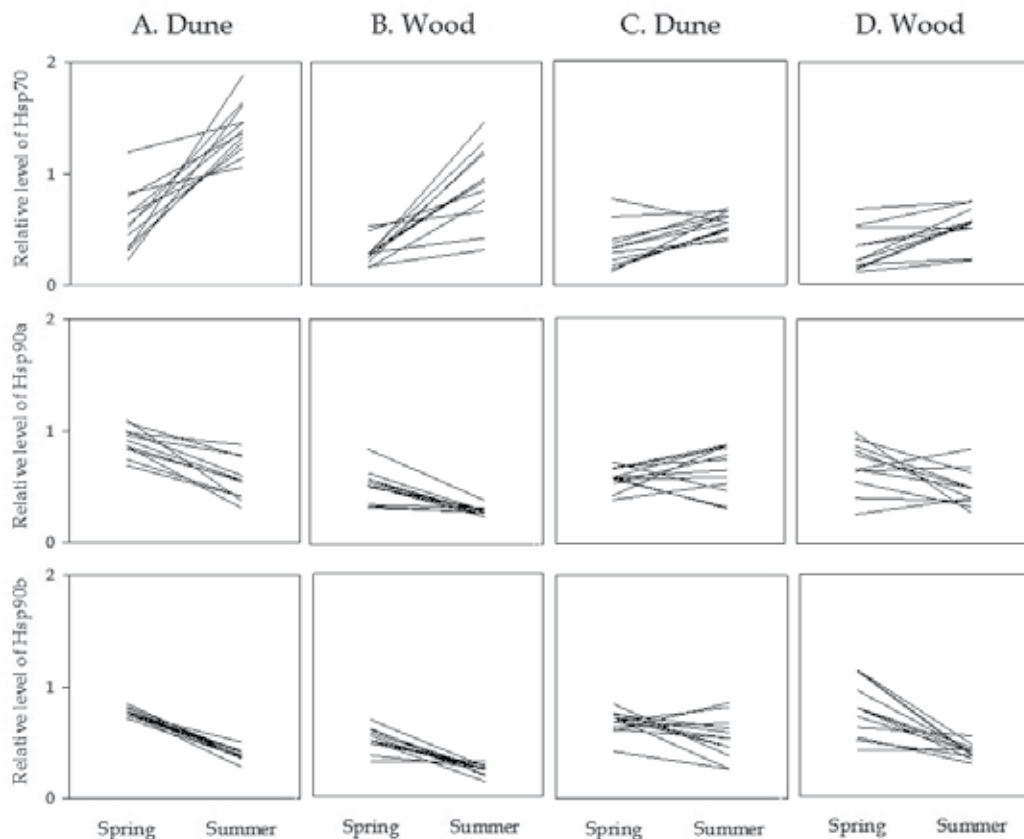 A. Dune B. Wood C. Dune D. Wood
Relative level of Hsp70
2
1
0
Relative level of Hsp90a
2
1
0
Relative level of Hsp90b
2
1
0
Spring Summer Spring Summer Spring Summer Spring Summer